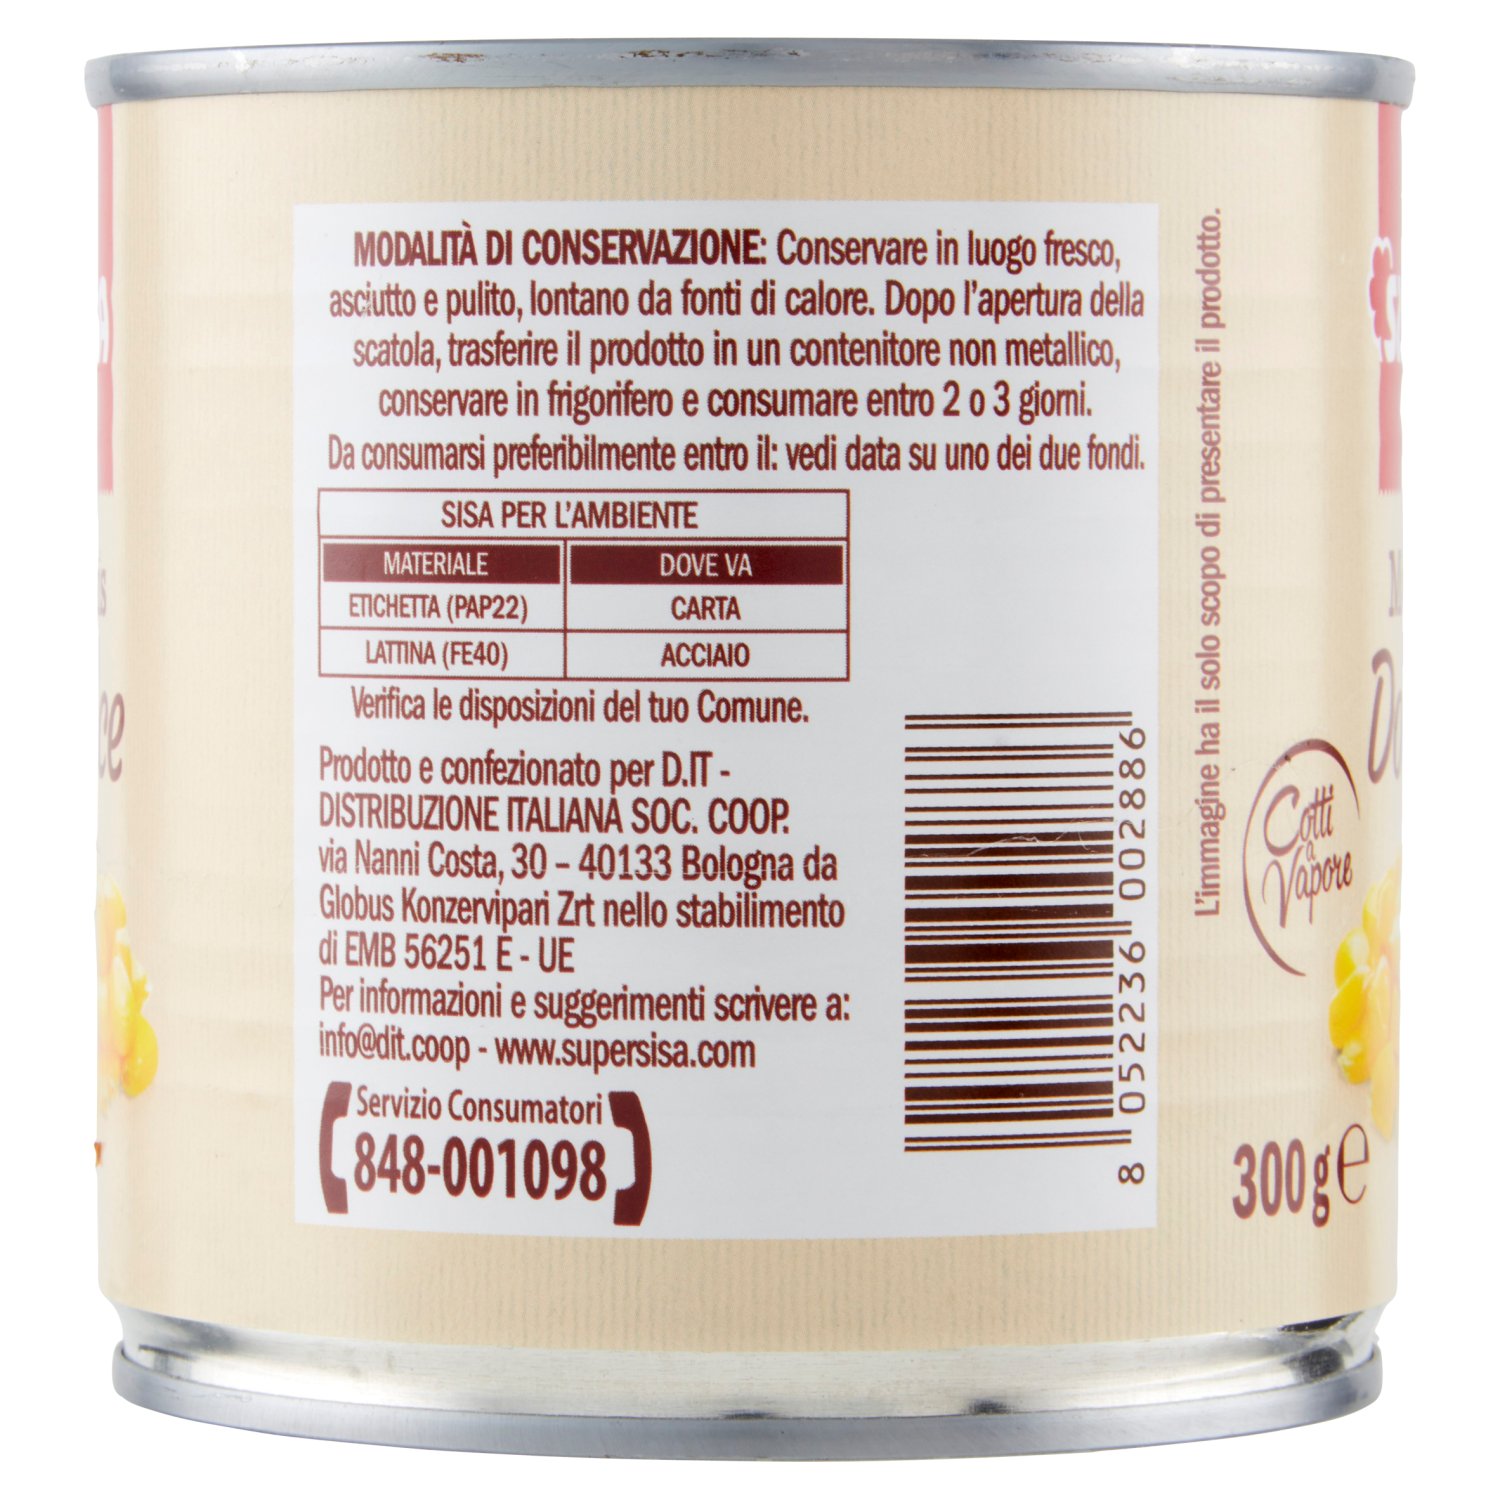 MODALITÀ DI CONSERVAZIONE: Conservare in luogo fresco,
asciutto e pulito, lontano da fonti di calore. Dopo l'apertura della
scatola, trasferire il prodotto in un contenitore non metallico,
conservare in frigorifero e consumare entro 2 o 3 giorni.
Da consumarsi preferibilmente entro il: vedi data su uno dei due fondi.
SISA PER L'AMBIENTE
MATERIALE DOVE VA
ETICHETTA (PAP22) CARTA
LATTINA (FE40) ACCIAIO
Verifica le disposizioni del tuo Comune.
Prodotto e confezionato per D.IT -
DISTRIBUZIONE ITALIANA SOC. COOP.
via Nanni Costa, 30 – 40133 Bologna da
Globus Konzervipari Zrt nello stabilimento
di EMB 56251 E - UE
Per informazioni e suggerimenti scrivere a:
info@dit.coop - www.supersisa.com
Servizio Consumatori
848-001098
8 052236 002886
L'immagine ha il solo scopo di presentare il prodotto.
Cotti
a
Vapore
300 g ℮